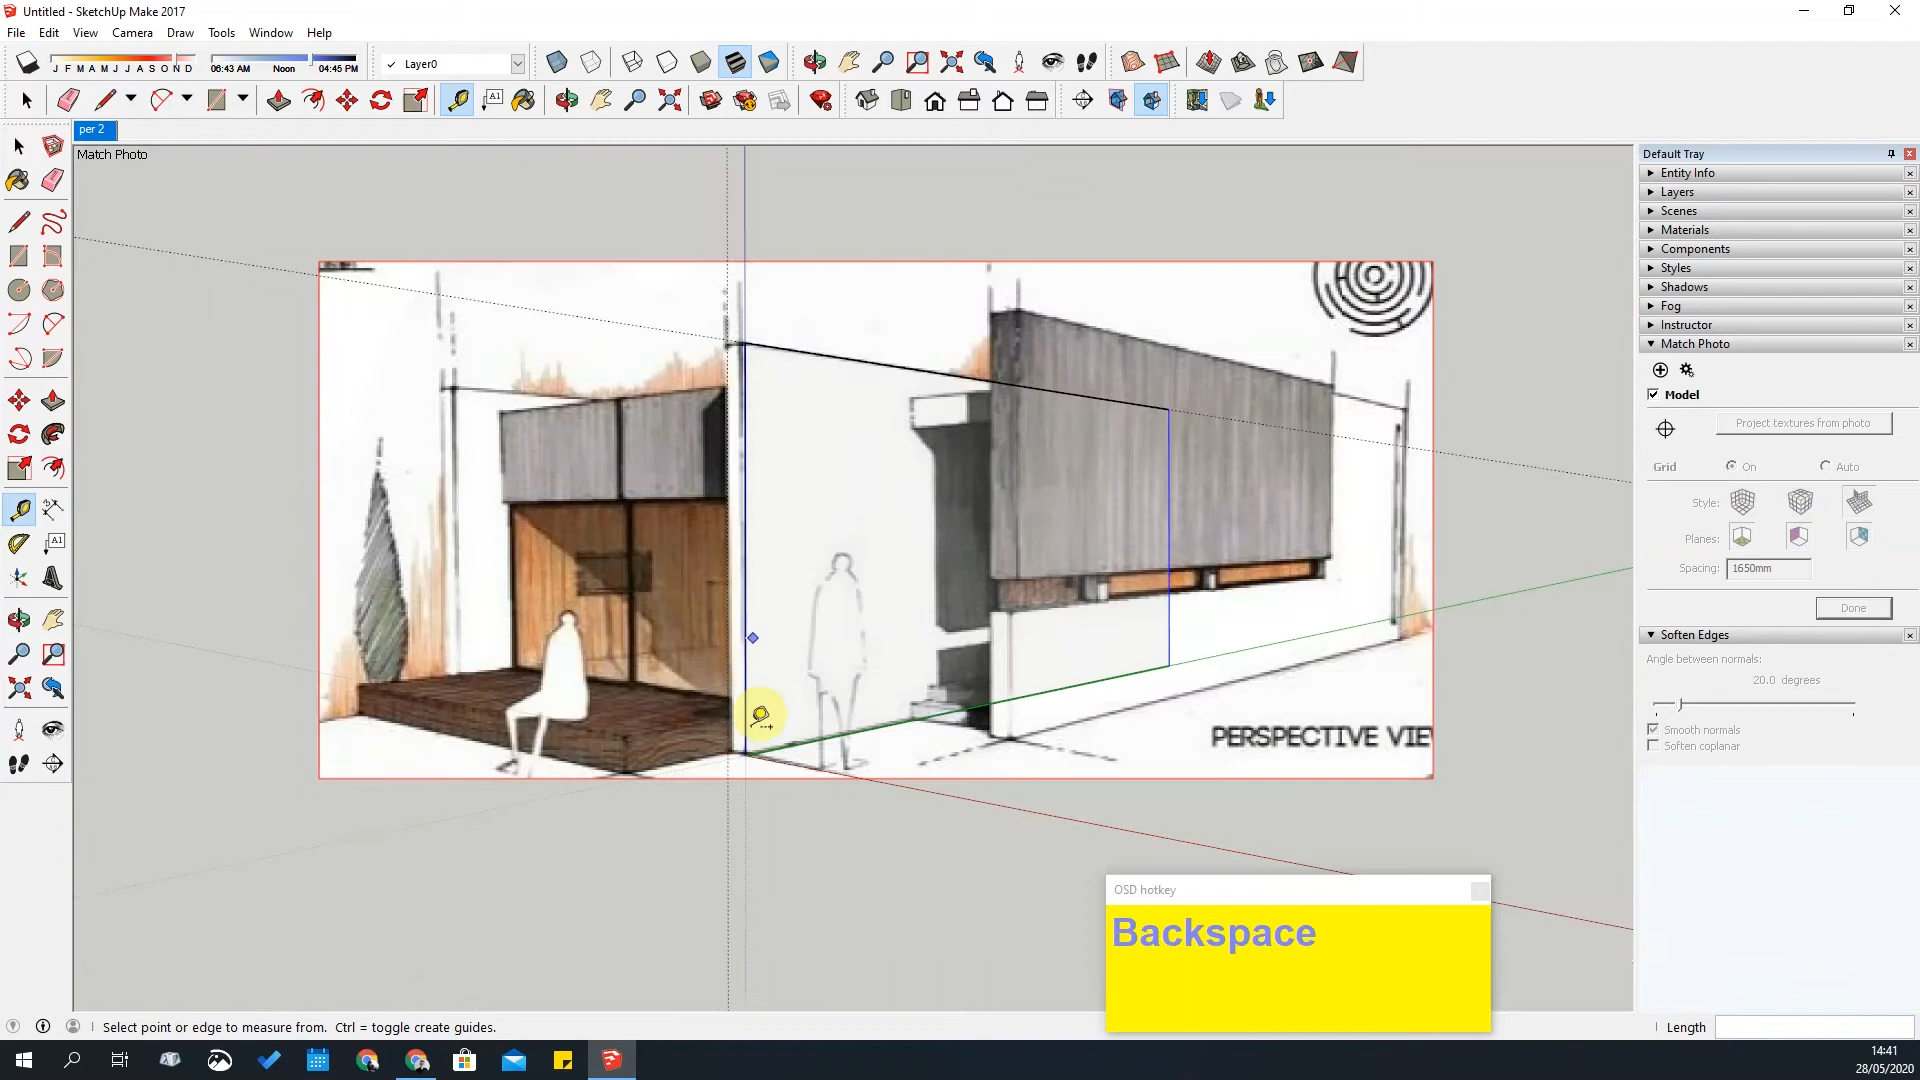 Untitled - SketchUp Make 2017
File Edit View Camera Draw Tools Window Help
J F M A M J J A S O N D
06:43 AM Noon 04:45 PM
Layer0
A1
per 2
Match Photo
Default Tray
Entity Info
Layers
Scenes
Materials
Components
Styles
Shadows
Fog
Instructor
Match Photo
Model
Project textures from photo
Grid On Auto
Style:
Planes:
Spacing: 1650mm
Done
Soften Edges
Angle between normals:
20.0 degrees
Smooth normals
Soften coplanar
A1
PERSPECTIVE VIE
OSD hotkey
Backspace
Select point or edge to measure from. Ctrl = toggle create guides.
Length
14:41
28/05/2020